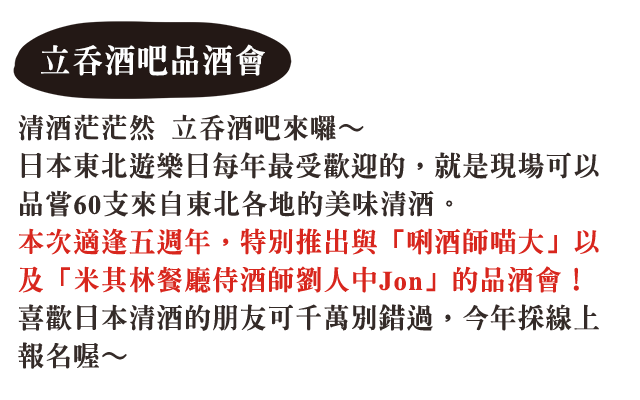 立吞酒吧品酒會
清酒茫茫然 立吞酒吧來囉～
日本東北遊樂日每年最受歡迎的，就是現場可以
品嘗60支來自東北各地的美味清酒。
本次適逢五週年，特別推出與「唎酒師喵大」以
及「米其林餐廳侍酒師劉人中Jon」的品酒會！
喜歡日本清酒的朋友可千萬別錯過，今年採線上
報名喔～